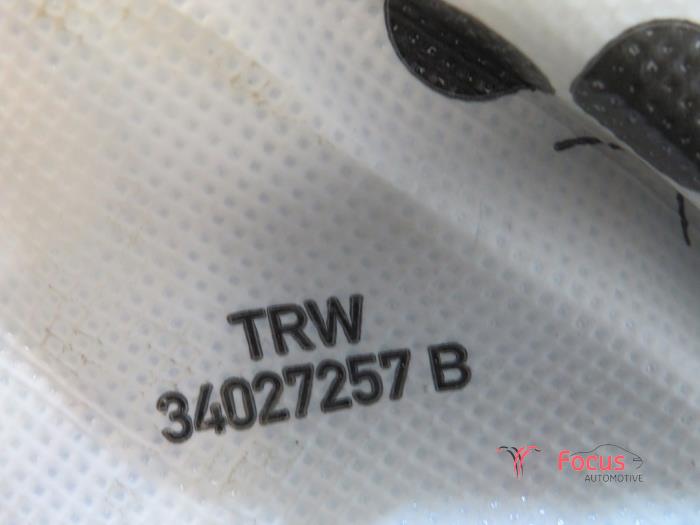 TRW
34027257 B
Focus
AUTOMOTIVE